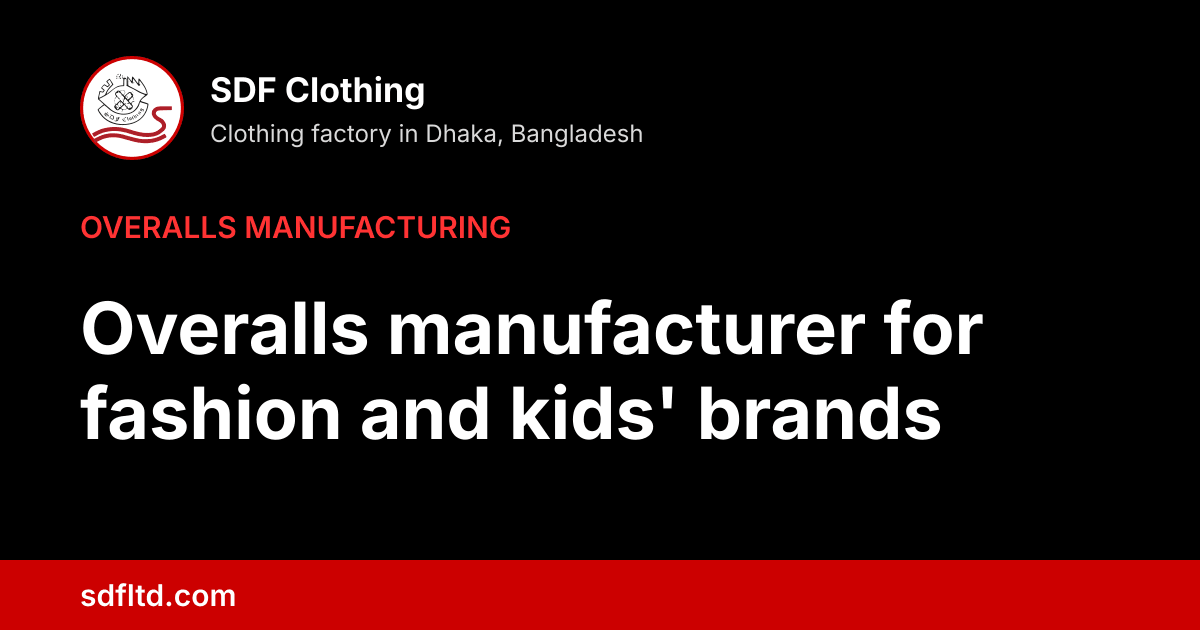 SDF Clothing
Clothing factory in Dhaka, Bangladesh
OVERALLS MANUFACTURING
Overalls manufacturer for
fashion and kids' brands
sdfltd.com